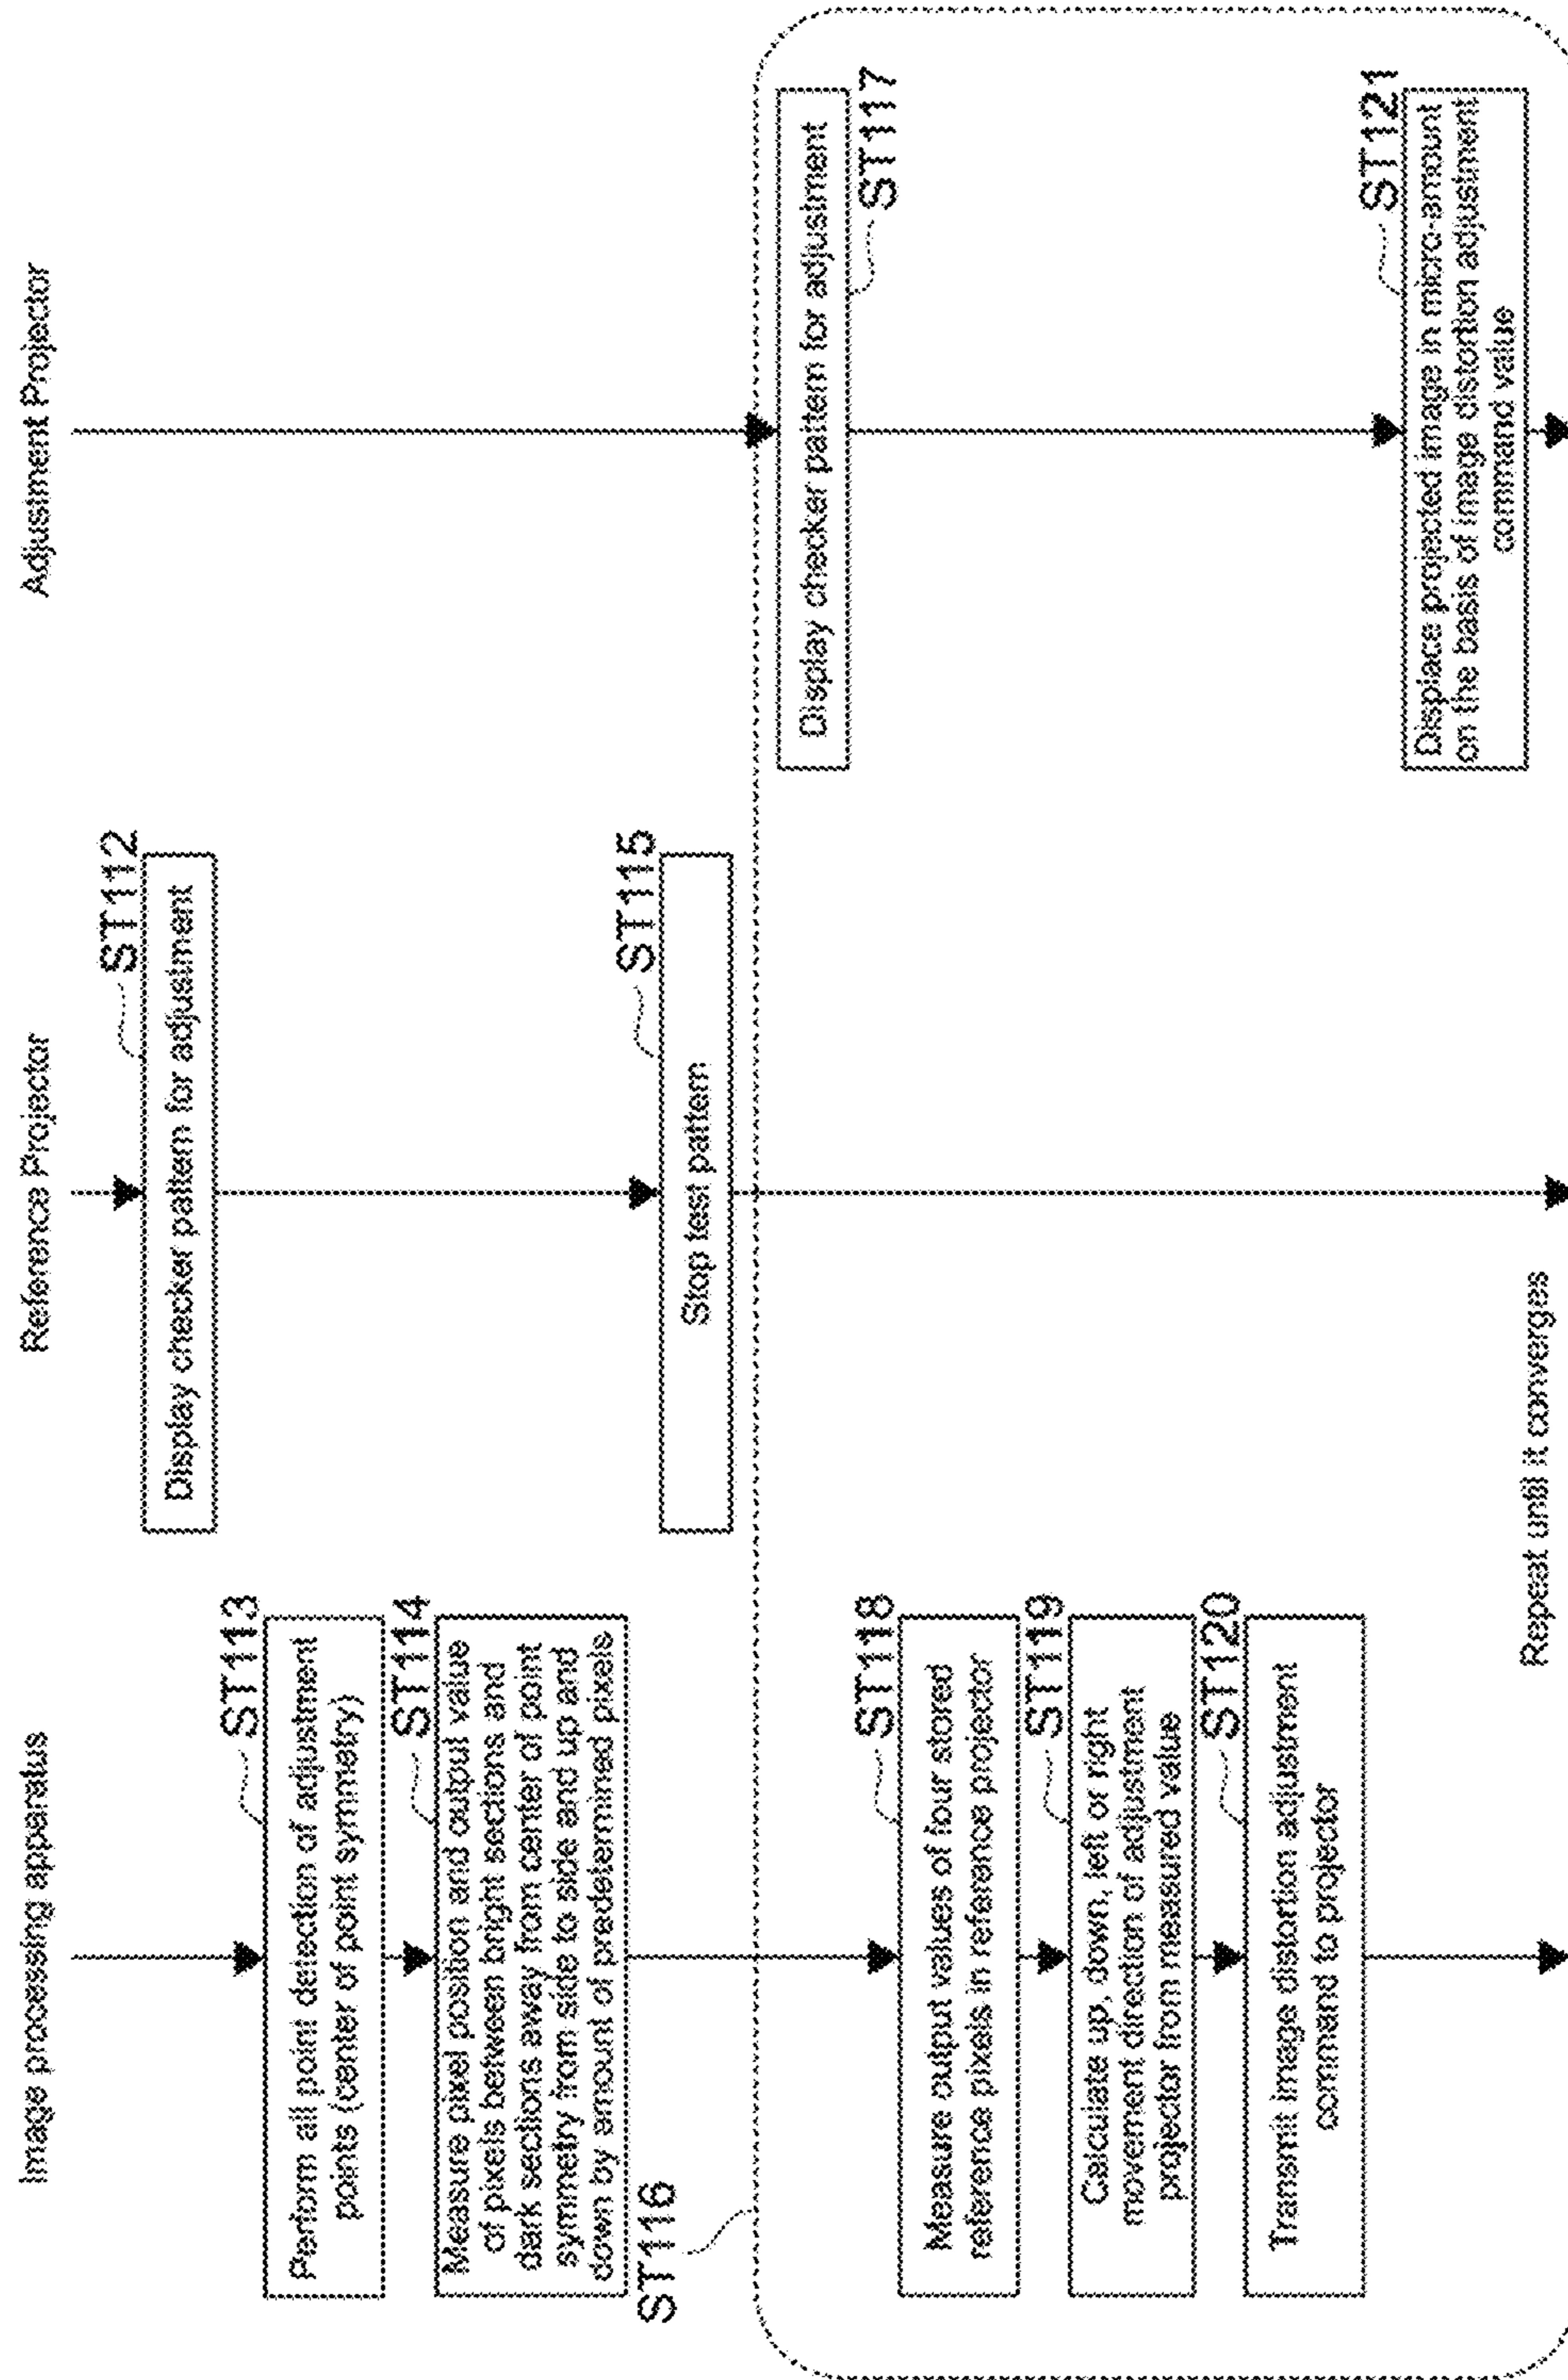 Image processing apparatus
Reference Projector
Adjustment Projector
ST112
Display checker pattern for adjustment
ST113
Perform all point detection of adjustment
points (center of point symmetry)
ST114
Measure pixel position and output value
of pixels between bright sections and
dark sections away from center of point
symmetry from side to side and up and
down by amount of predetermined pixels
ST115
Stop test pattern
ST116
ST117
Display checker pattern for adjustment
ST118
Measure output values of four stored
reference pixels in reference projector
ST119
Calculate up, down, left or right
movement direction of adjustment
projector from measured value
ST120
Transmit image distortion adjustment
command to projector
ST121
Displace projected image in micro-amount
on the basis of image distortion adjustment
command value
Repeat until it converges